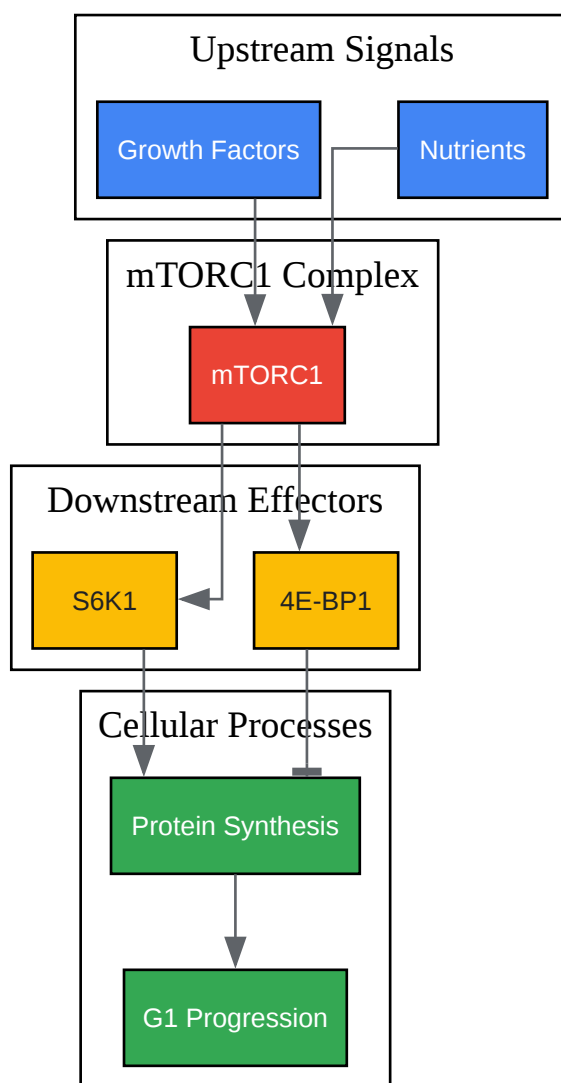 Upstream Signals
Growth Factors
Nutrients
mTORC1 Complex
mTORC1
Downstream Effectors
S6K1
4E-BP1
Cellular Processes
Protein Synthesis
G1 Progression